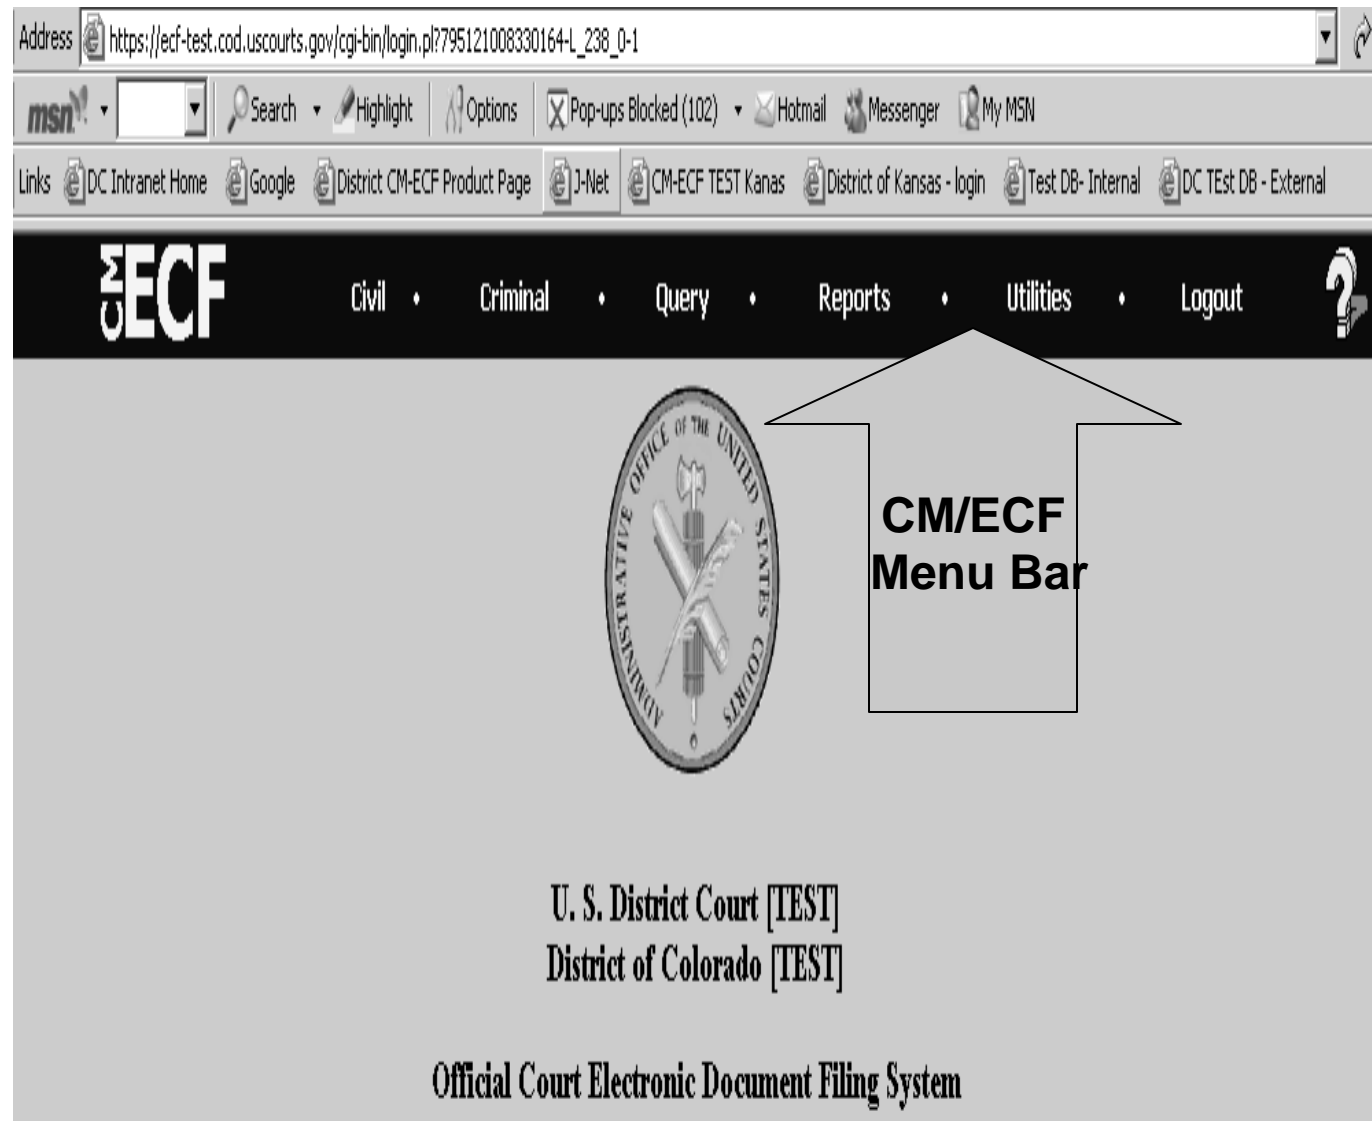 Address https://ecf-test.cod.uscourts.gov/cgi-bin/login.pl?795121008330164-L_238_0-1
msn Search Highlight Options Pop-ups Blocked (102) Hotmail Messenger My MSN
Links DC Intranet Home Google District CM-ECF Product Page J-Net CM-ECF TEST Kanas District of Kansas - login Test DB- Internal DC TEst DB - External
CM ECF Civil • Criminal • Query • Reports • Utilities • Logout ?
ADMINISTRATIVE OFFICE OF THE UNITED STATES COURTS
CM/ECF
Menu Bar
U. S. District Court [TEST]
District of Colorado [TEST]
Official Court Electronic Document Filing System